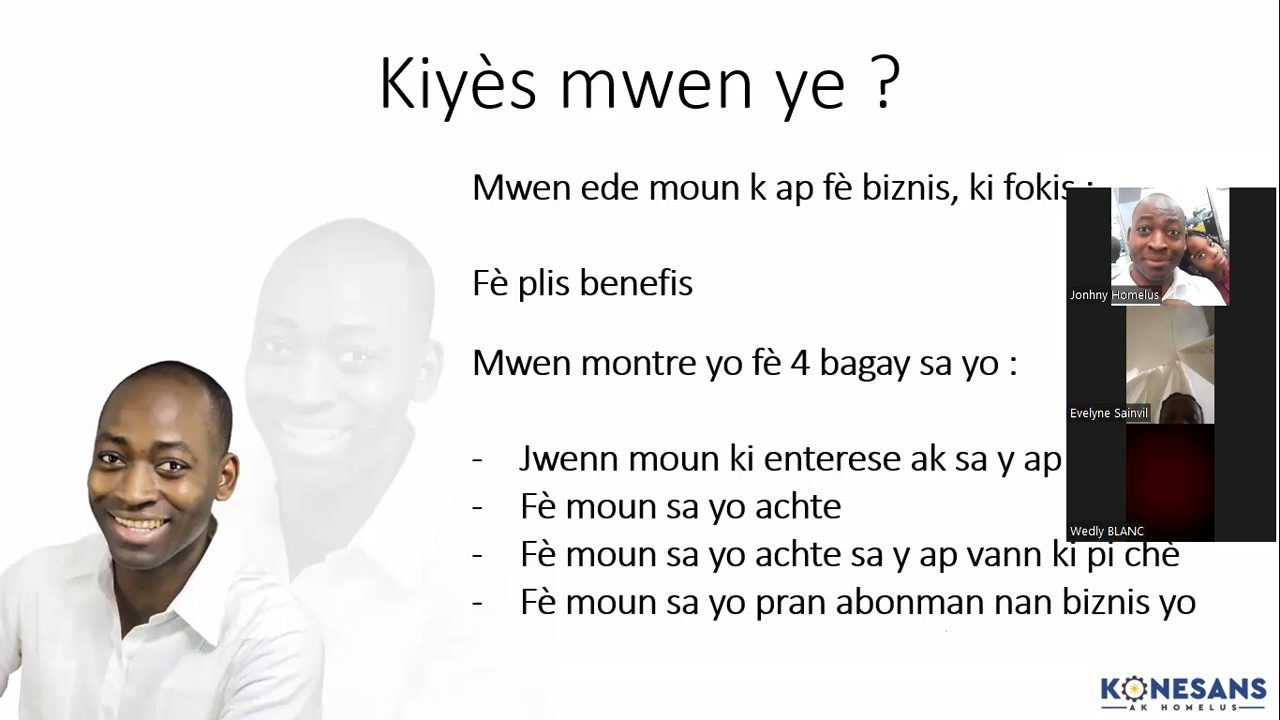 Kiyès mwen ye ?
Mwen ede moun k ap fè biznis, ki fokis :
Fè plis benefis
Mwen montre yo fè 4 bagay sa yo :
- Jwenn moun ki enterese ak sa y ap
- Fè moun sa yo achte
- Fè moun sa yo achte sa y ap vann ki pi chè
- Fè moun sa yo pran abonman nan biznis yo
Jonhny Homelus
Evelyne Sainvil
Wedly BLANC
KONESANS
AK HOMELUS